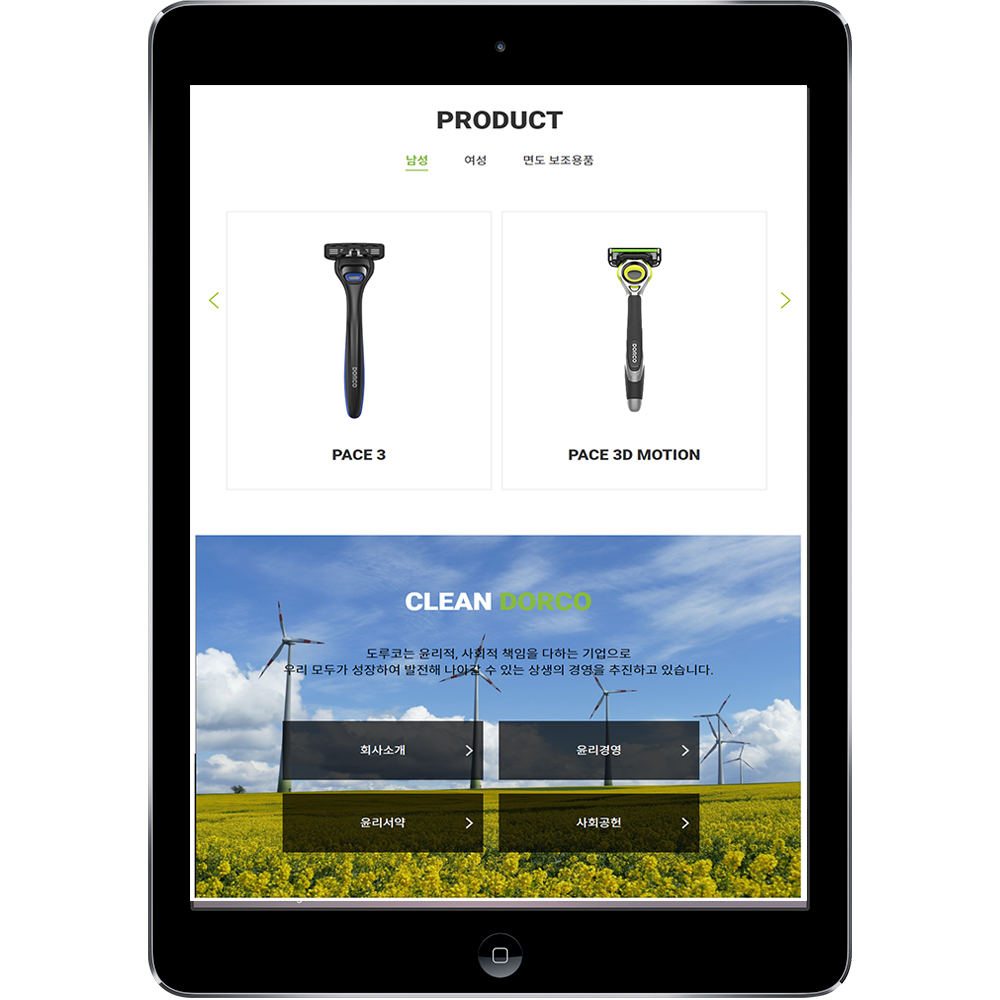 PRODUCT
남성 여성 면도 보조용품
DORCO DORCO
PACE 3 PACE 3D MOTION
CLEAN DORCO
도루코는 윤리적, 사회적 책임을 다하는 기업으로
우리 모두가 성장하여 발전해 나아갈 수 있는 상생의 경영을 추진하고 있습니다.
회사소개 윤리경영
윤리서약 사회공헌